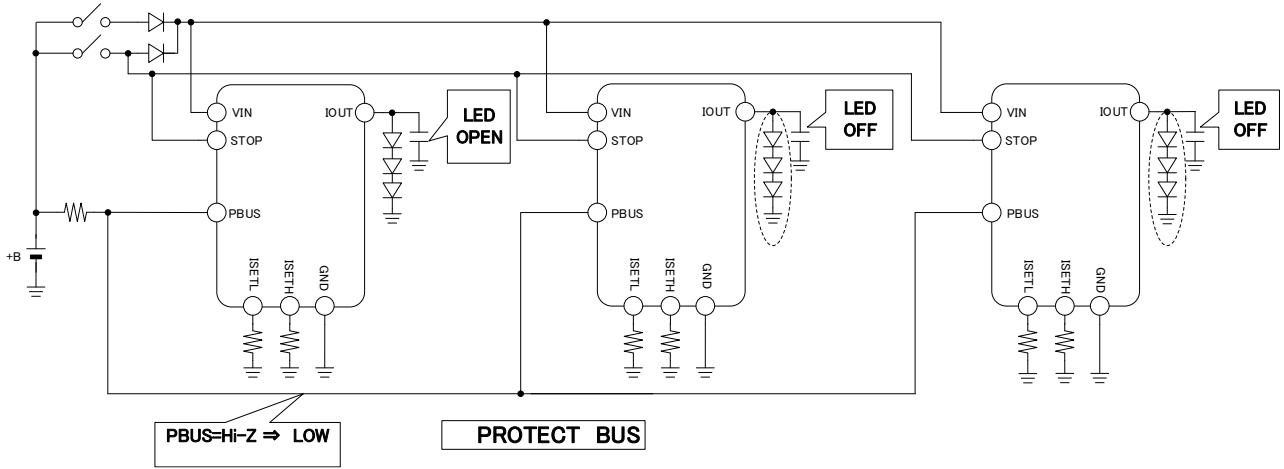 VIN
IOUT
LED
OPEN
STOP
PBUS
ISETL
ISETH
GND
VIN
IOUT
LED
OFF
STOP
PBUS
ISETL
ISETH
GND
VIN
IOUT
LED
OFF
STOP
PBUS
ISETL
ISETH
GND
+B
PBUS=Hi-Z ⇒ LOW
PROTECT BUS